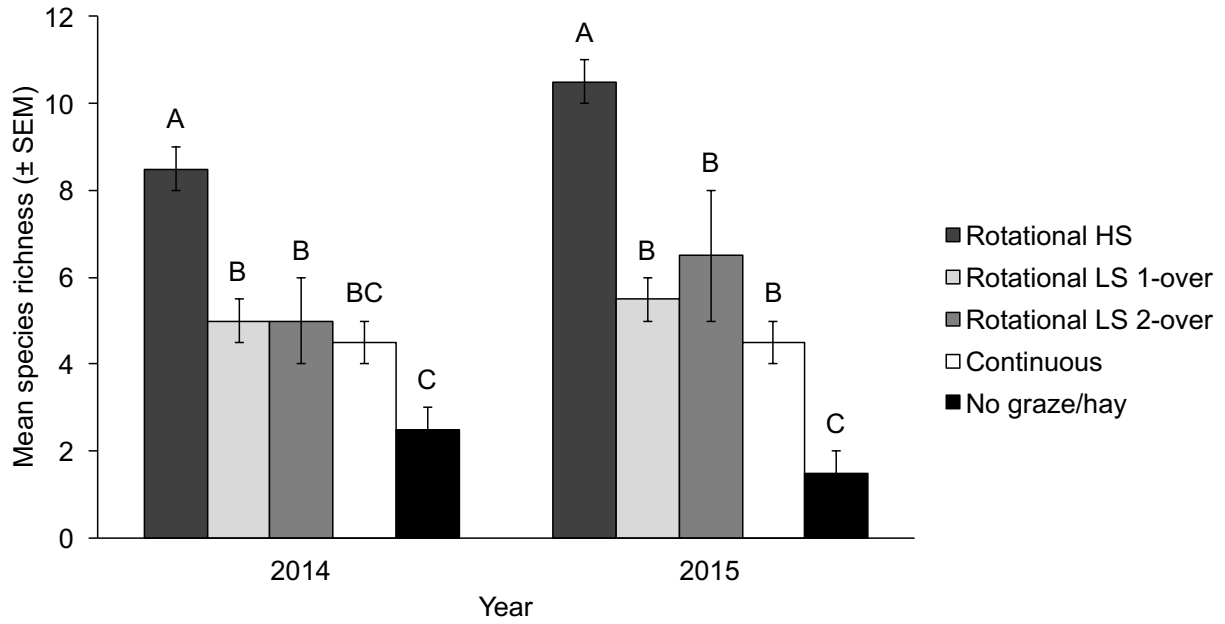 12
10
8
6
4
2
0
Mean species richness (± SEM)
A
B
B
BC
C
A
B
B
B
C
2014
2015
Year
Rotational HS
Rotational LS 1-over
Rotational LS 2-over
Continuous
No graze/hay